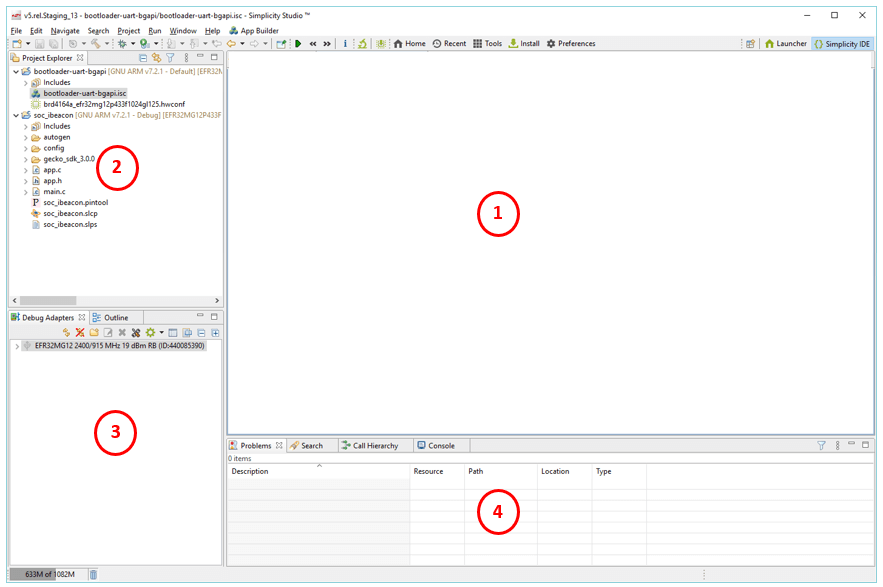 v5.rel.Staging_13 - bootloader-uart-bgapi/bootloader-uart-bgapi.isc - Simplicity Studio ™
File Edit Navigate Search Project Run Window Help App Builder
Home Recent Tools Install Preferences Launcher Simplicity IDE
Project Explorer
bootloader-uart-bgapi [GNU ARM v7.2.1 - Default] [EFR32
Includes
bootloader-uart-bgapi.isc
brd4164a_efr32mg12p433f1024gl125.hwconf
soc_ibeacon [GNU ARM v7.2.1 - Debug] [EFR32MG12P433F
Includes
autogen
config
gecko_sdk_3.0.0
app.c
app.h
main.c
soc_ibeacon.pintool
soc_ibeacon.slcp
soc_ibeacon.slps
2
1
Debug Adapters Outline
EFR32MG12 2400/915 MHz 19 dBm RB (ID:440085390)
3
Problems Search Call Hierarchy Console
0 items
Description Resource Path Location Type
4
633M of 1082M